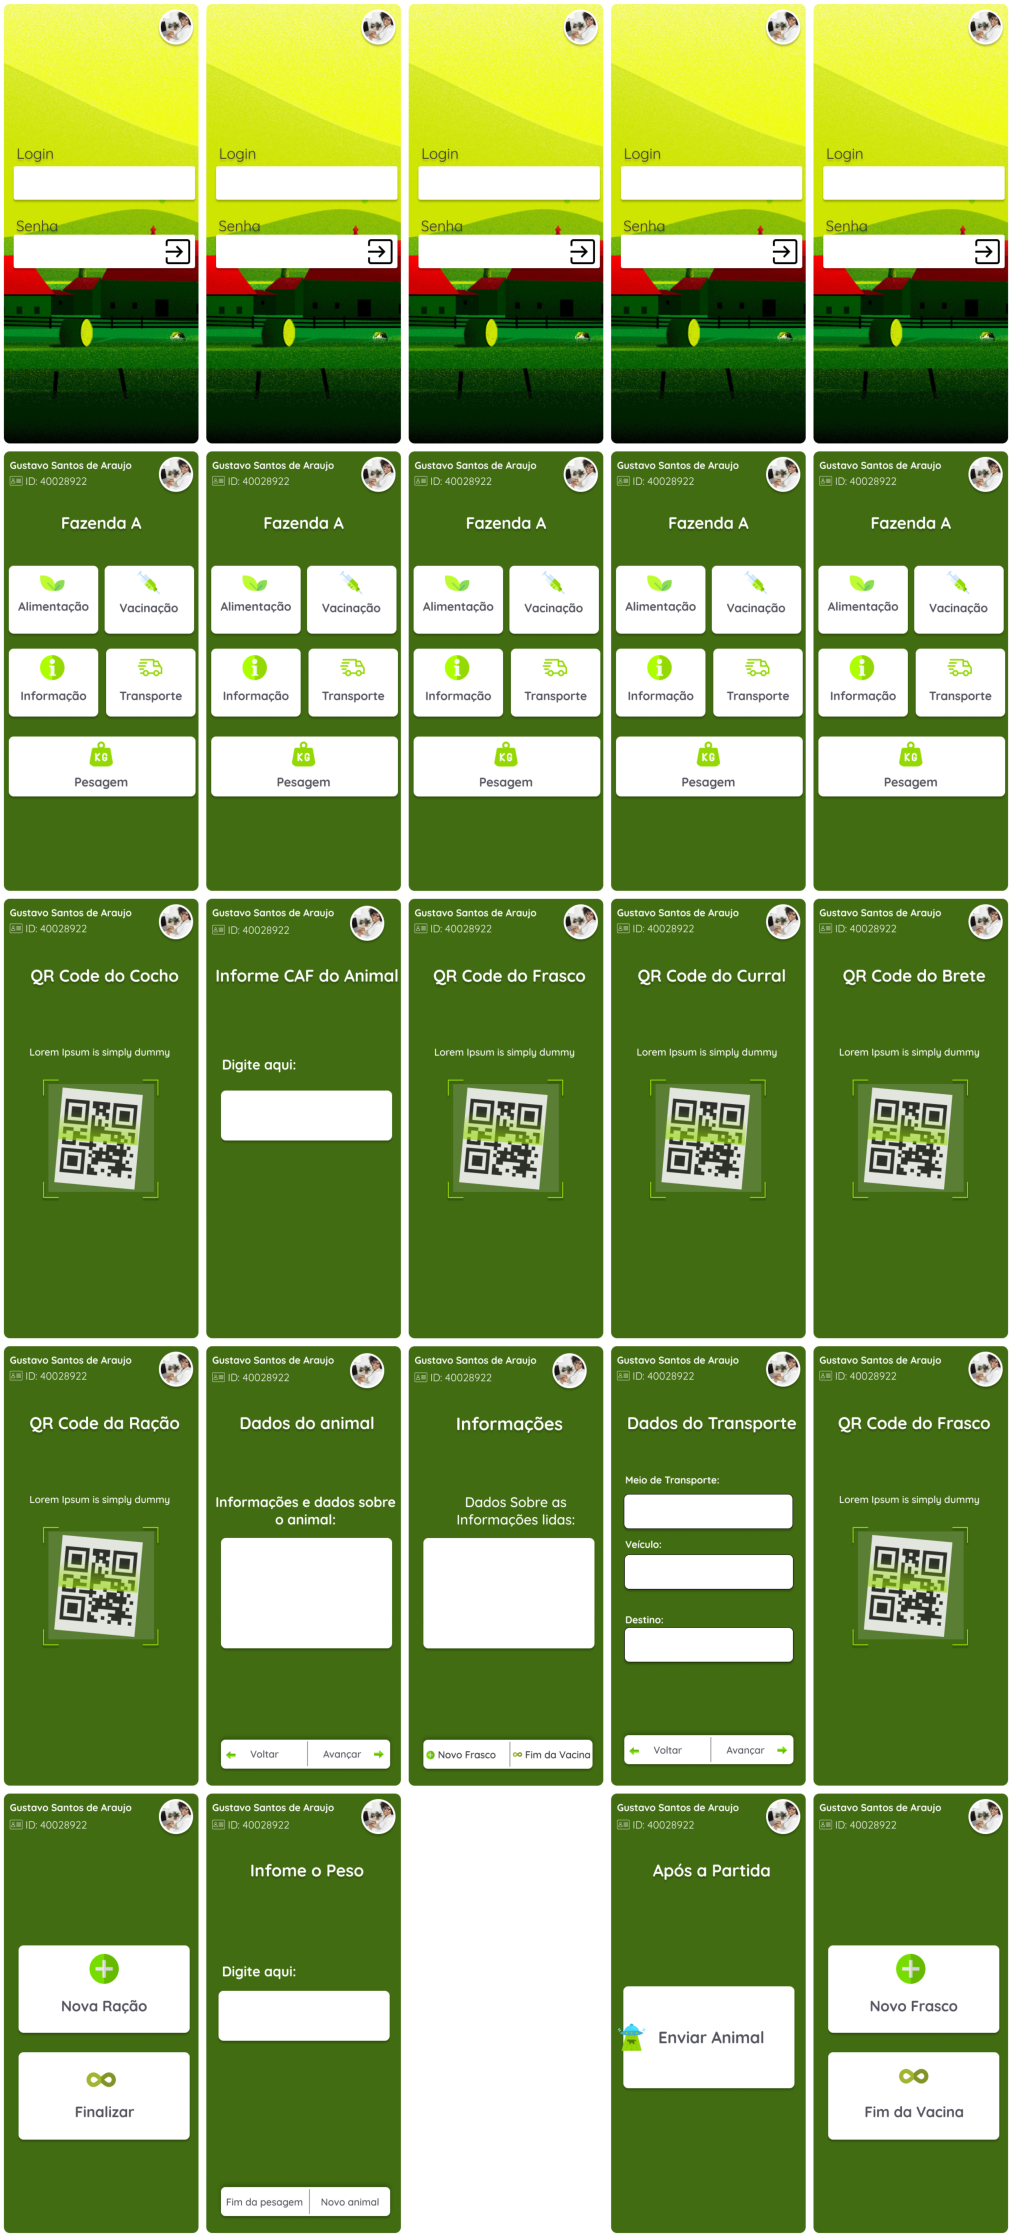 Login
Senha
Login
Senha
Login
Senha
Login
Senha
Login
Senha
Gustavo Santos de Araujo
ID: 40028922
Fazenda A
Alimentação
Vacinação
Informação
Transporte
KG
Pesagem
Gustavo Santos de Araujo
ID: 40028922
Fazenda A
Alimentação
Vacinação
Informação
Transporte
KG
Pesagem
Gustavo Santos de Araujo
ID: 40028922
Fazenda A
Alimentação
Vacinação
Informação
Transporte
KG
Pesagem
Gustavo Santos de Araujo
ID: 40028922
Fazenda A
Alimentação
Vacinação
Informação
Transporte
KG
Pesagem
Gustavo Santos de Araujo
ID: 40028922
Fazenda A
Alimentação
Vacinação
Informação
Transporte
KG
Pesagem
Gustavo Santos de Araujo
ID: 40028922
QR Code do Cocho
Lorem Ipsum is simply dummy
Gustavo Santos de Araujo
ID: 40028922
Informe CAF do Animal
Digite aqui:
Gustavo Santos de Araujo
ID: 40028922
QR Code do Frasco
Lorem Ipsum is simply dummy
Gustavo Santos de Araujo
ID: 40028922
QR Code do Curral
Lorem Ipsum is simply dummy
Gustavo Santos de Araujo
ID: 40028922
QR Code do Brete
Lorem Ipsum is simply dummy
Gustavo Santos de Araujo
ID: 40028922
QR Code da Ração
Lorem Ipsum is simply dummy
Gustavo Santos de Araujo
ID: 40028922
Dados do animal
Informações e dados sobre
o animal:
Voltar
Avançar
Gustavo Santos de Araujo
ID: 40028922
Informações
Dados Sobre as
Informações lidas:
Novo Frasco
Fim da Vacina
Gustavo Santos de Araujo
ID: 40028922
Dados do Transporte
Meio de Transporte:
Veículo:
Destino:
Voltar
Avançar
Gustavo Santos de Araujo
ID: 40028922
QR Code do Frasco
Lorem Ipsum is simply dummy
Gustavo Santos de Araujo
ID: 40028922
Nova Ração
Finalizar
Gustavo Santos de Araujo
ID: 40028922
Infome o Peso
Digite aqui:
Fim da pesagem
Novo animal
Gustavo Santos de Araujo
ID: 40028922
Após a Partida
Enviar Animal
Gustavo Santos de Araujo
ID: 40028922
Novo Frasco
Fim da Vacina